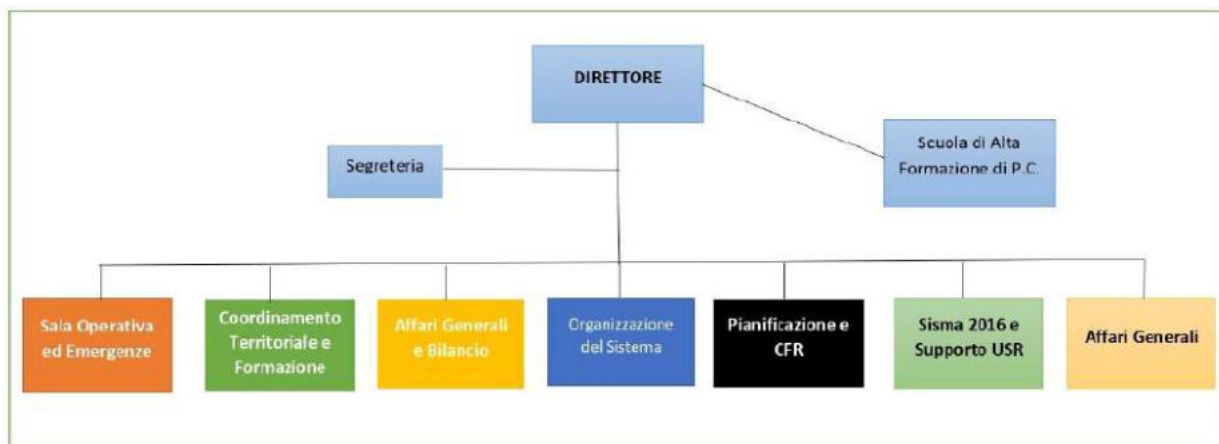 DIRETTORE
Segreteria
Scuola di Alta
Formazione di P.C.
Sala Operativa
ed Emergenze
Coordinamento
Territoriale e
Formazione
Affari Generali
e Bilancio
Organizzazione
del Sistema
Pianificazione e
CFR
Sisma 2016 e
Supporto USR
Affari Generali